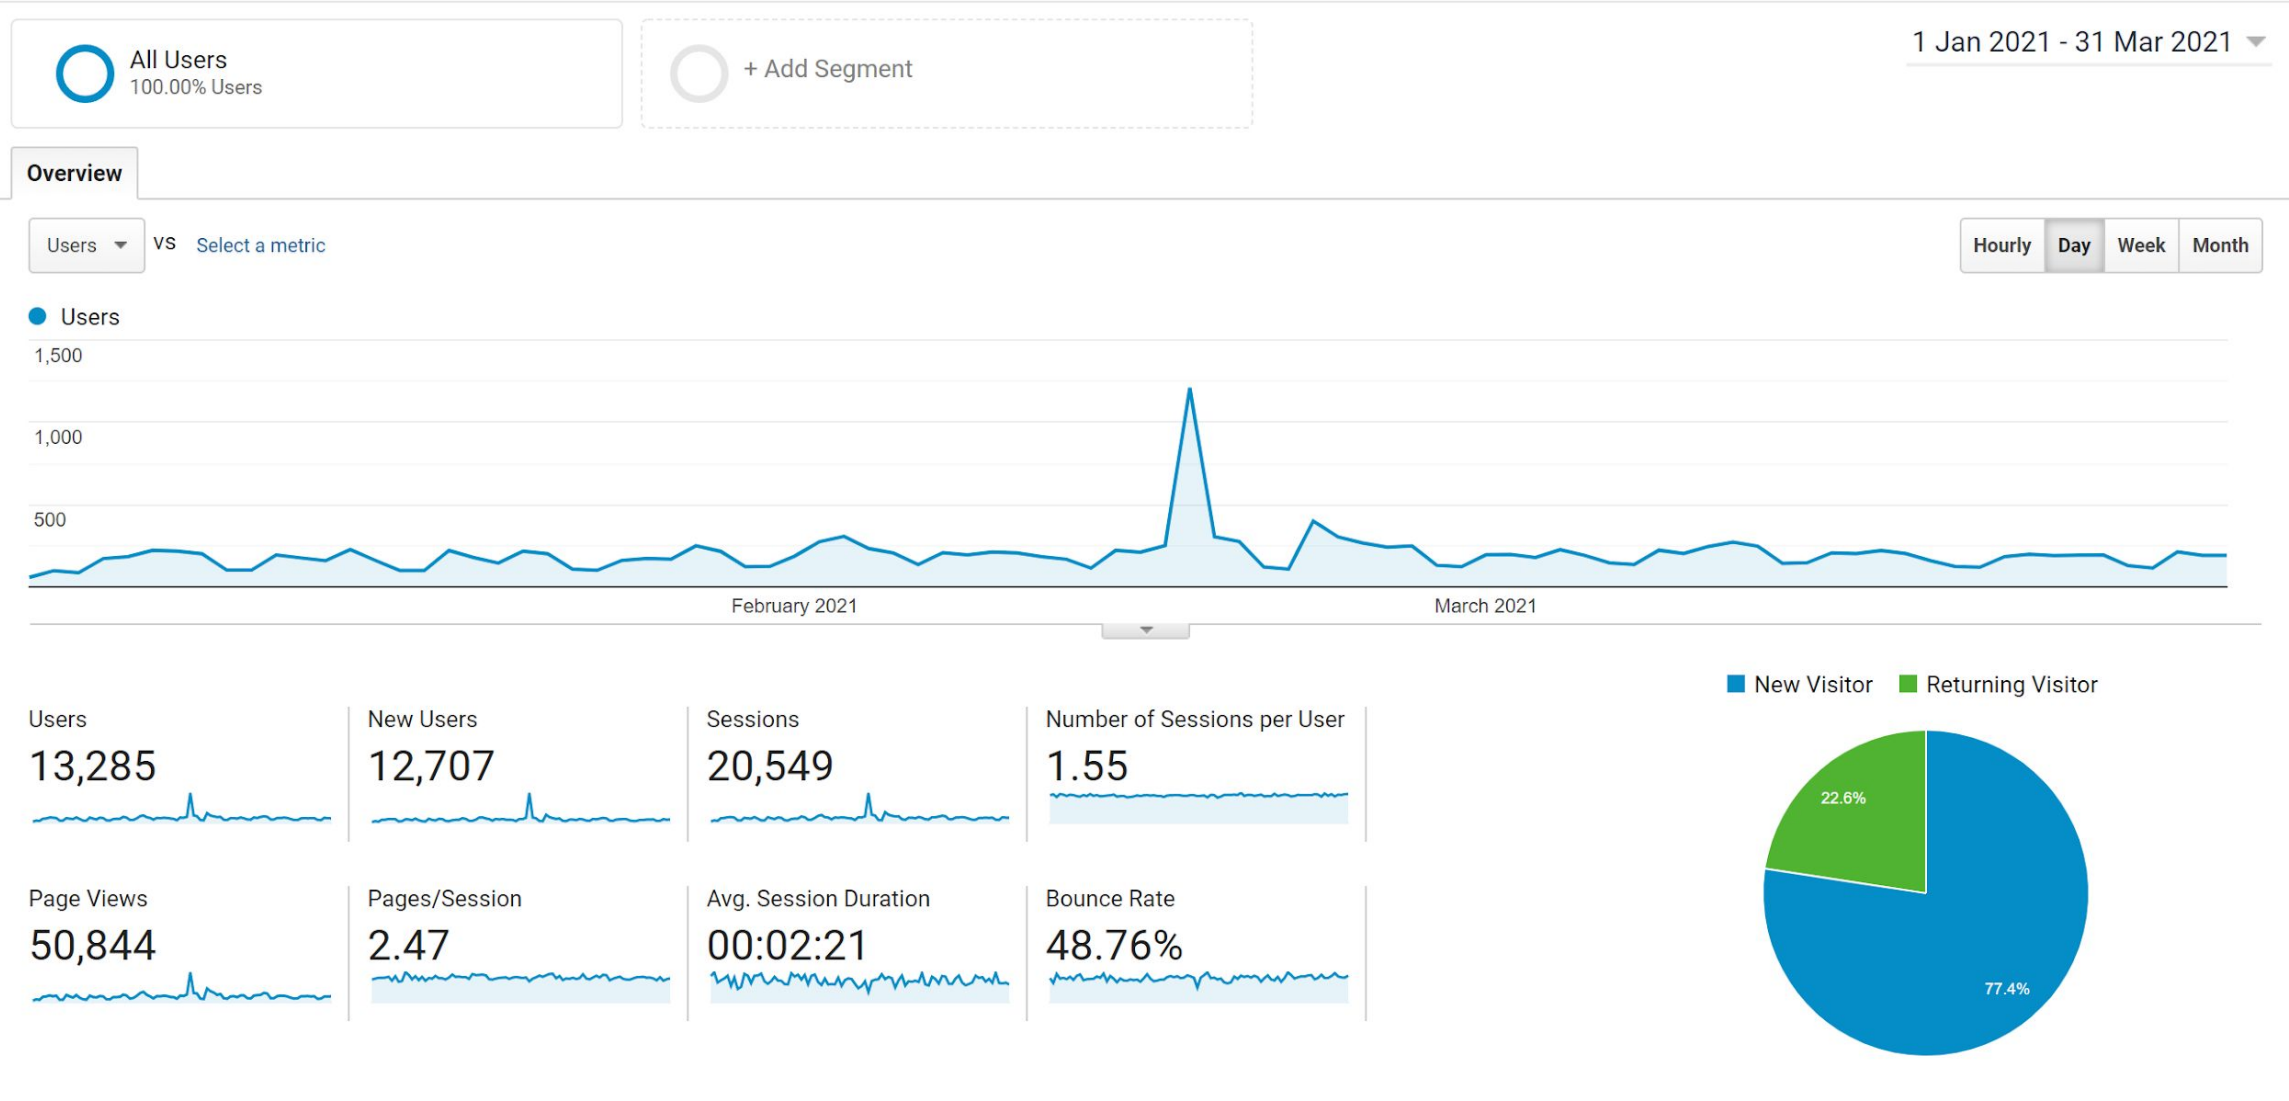 All Users
100.00% Users
+ Add Segment
1 Jan 2021 - 31 Mar 2021
Overview
Users
VS
Select a metric
Hourly
Day
Week
Month
Users
1,500
1,000
500
February 2021
March 2021
New Visitor
Returning Visitor
Users
13,285
New Users
12,707
Sessions
20,549
Number of Sessions per User
1.55
Page Views
50,844
Pages/Session
2.47
Avg. Session Duration
00:02:21
Bounce Rate
48.76%
22.6%
77.4%